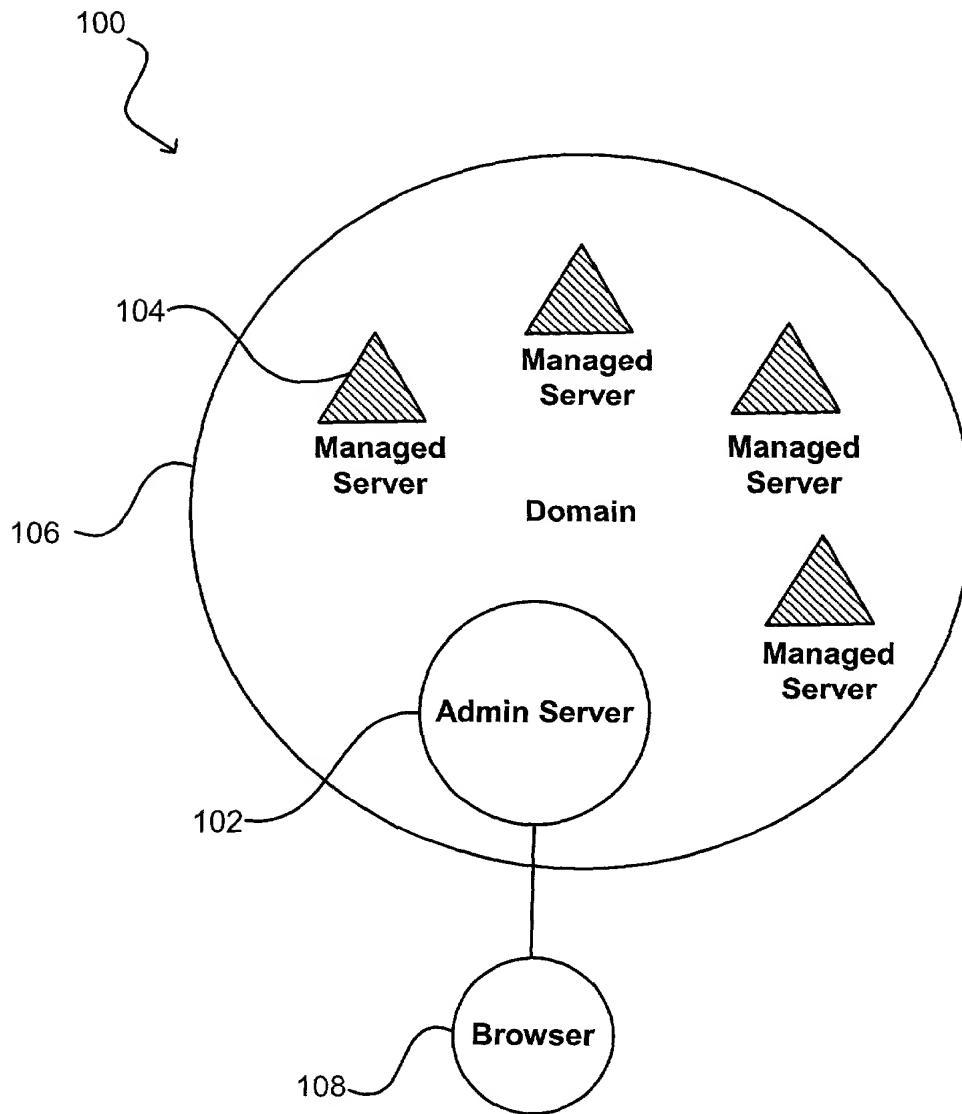 100
104
Managed
Server
Managed
Server
Managed
Server
106
Domain
Managed
Server
Admin Server
102
Browser
108